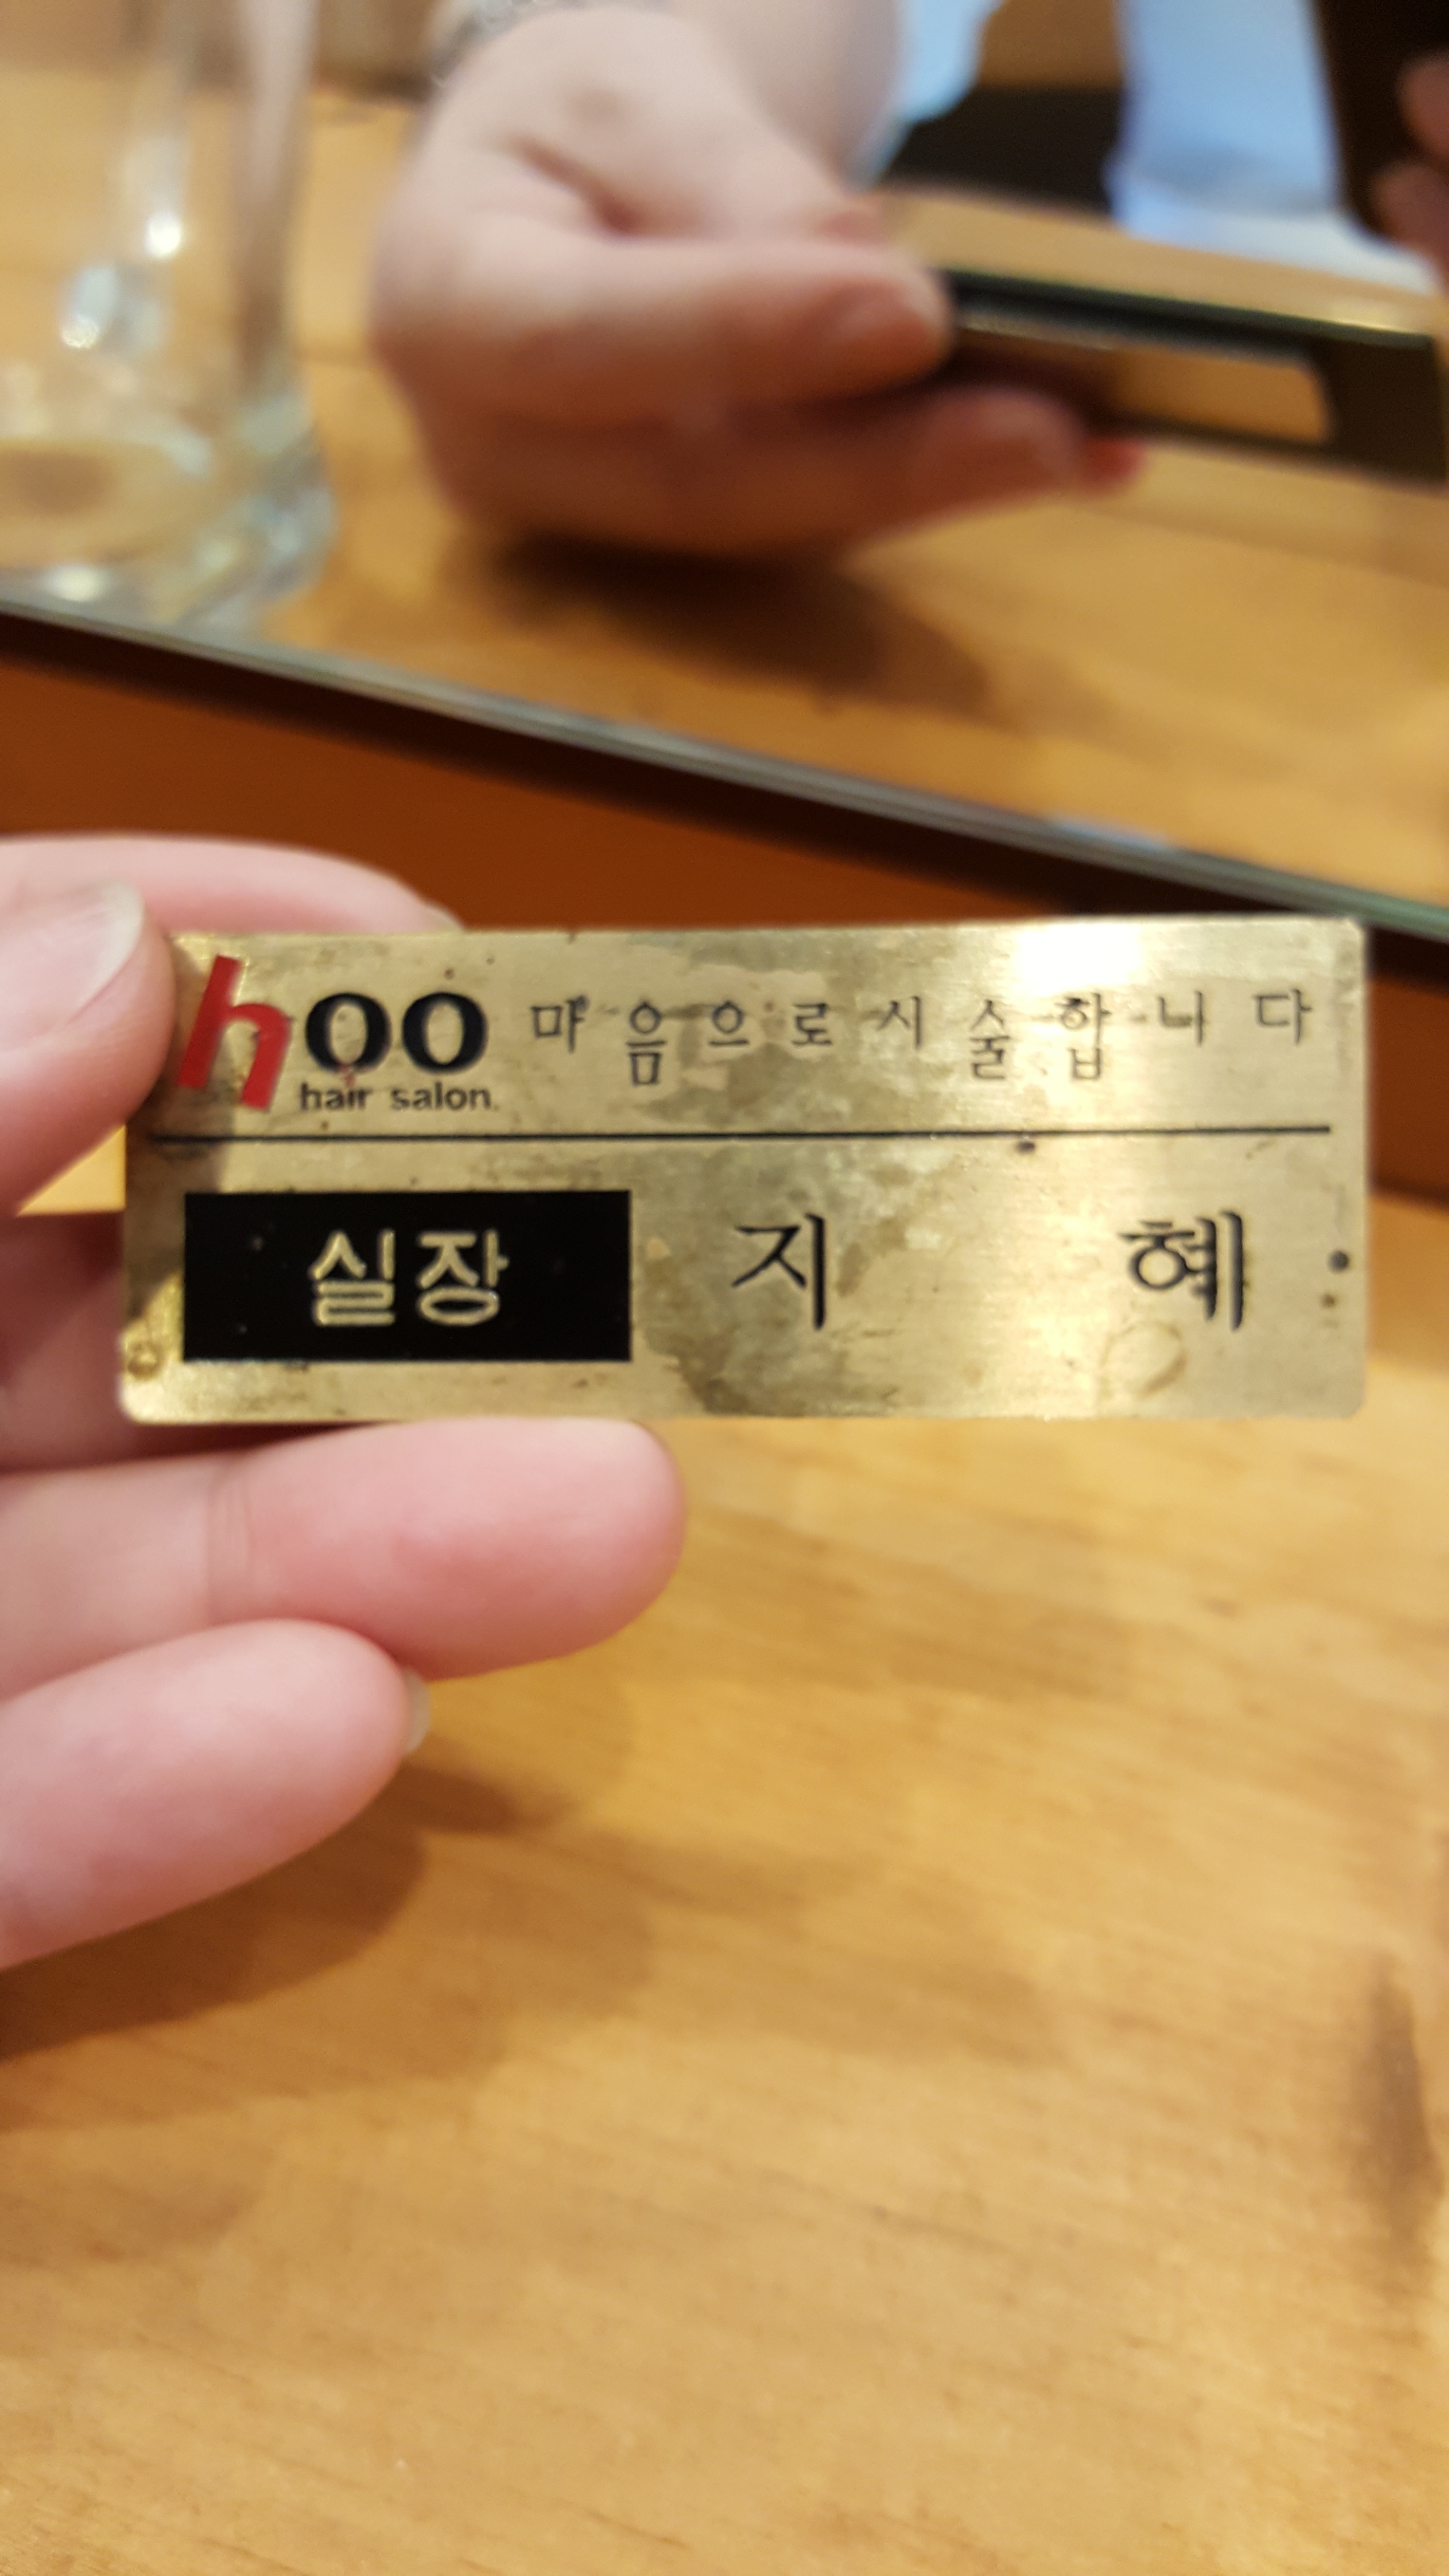 hoo 마음으로시술합니다
hair salon.
실장 지 혜